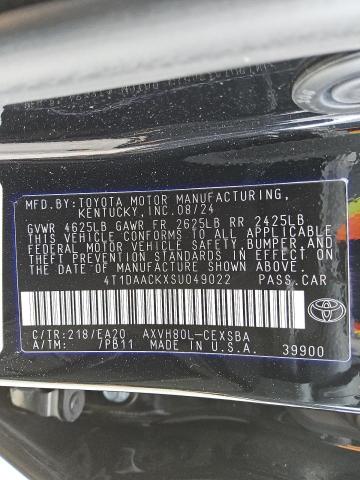 MFD.BY:TOYOTA MOTOR MANUFACTURING,
KENTUCKY,INC.08/24
GVWR 4625LB GAWR FR 2625LB RR 2425LB
THIS VEHICLE CONFORMS TO ALL APPLICABLE
FEDERAL MOTOR VEHICLE SAFETY,BUMPER,AND
THEFT PREVENTION STANDARDS IN EFFECT ON
THE DATE OF MANUFACTURE SHOWN ABOVE.
4T1DAACKXSU049022 PASS.CAR
C/TR:218/EA20 AXVH80L-CEXSBA
A/TM: 7PB11 MADE IN U.S.A. 39900